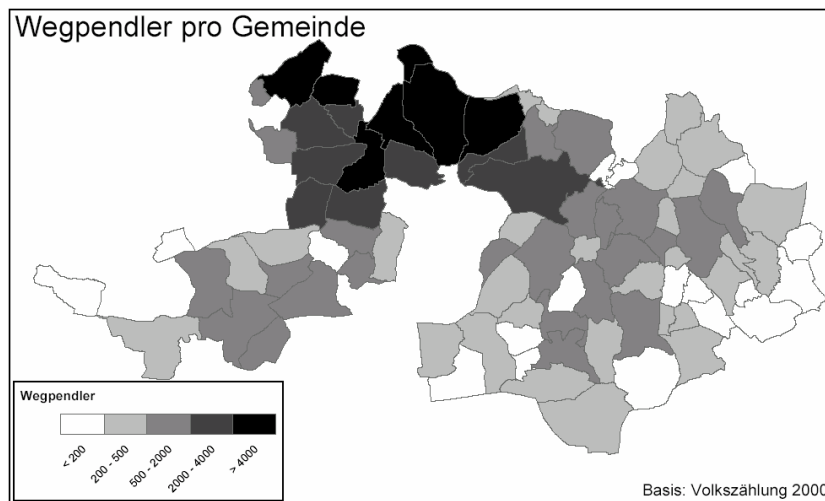 Wegpendler pro Gemeinde
Wegpendler
< 200
200 - 500
500 - 2000
2000 - 4000
> 4000
Basis: Volkszählung 2000